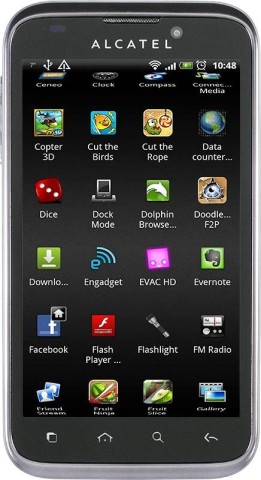 ALCATEL
10:48
Ceneo Clock Compass Connec... Media
Copter 3D
Cut the Birds
Cut the Rope
Data counter...
Dice
Dock Mode
Dolphin Browse...
Doodle... F2P
Downlo...
Engadget
EVAC HD
Evernote
Facebook
Flash Player ...
Flashlight
FM Radio
Friend Stream
Fruit Ninja
Fruit Slice
Gallery